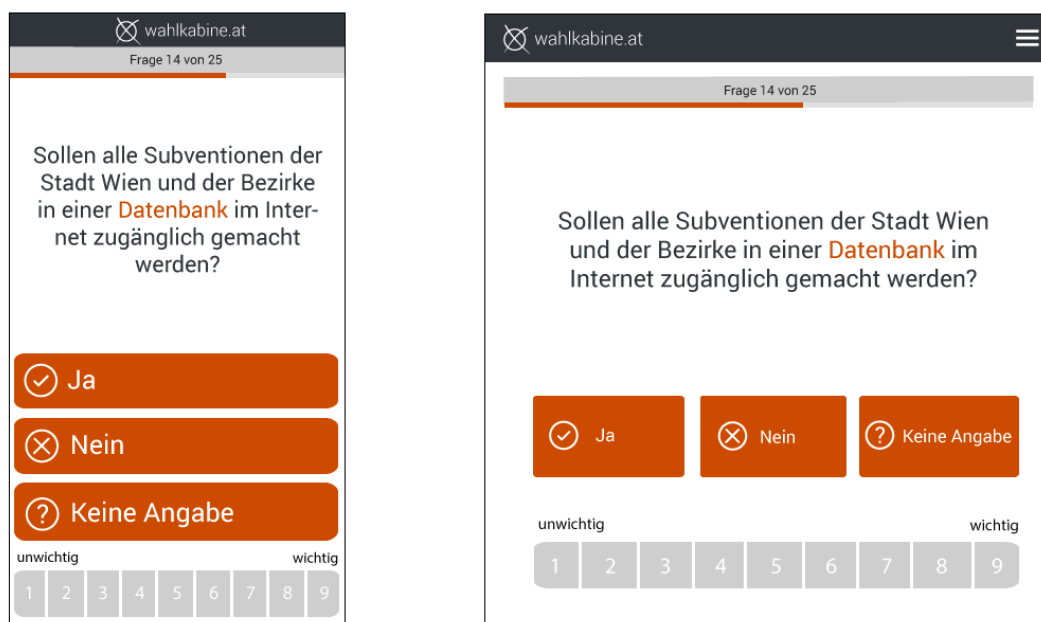 wahlkabine.at
Frage 14 von 25
Sollen alle Subventionen der
Stadt Wien und der Bezirke
in einer Datenbank im Inter-
net zugänglich gemacht
werden?
Ja
Nein
Keine Angabe
unwichtig wichtig
1 2 3 4 5 6 7 8 9
wahlkabine.at
Frage 14 von 25
Sollen alle Subventionen der Stadt Wien
und der Bezirke in einer Datenbank im
Internet zugänglich gemacht werden?
Ja Nein Keine Angabe
unwichtig wichtig
1 2 3 4 5 6 7 8 9